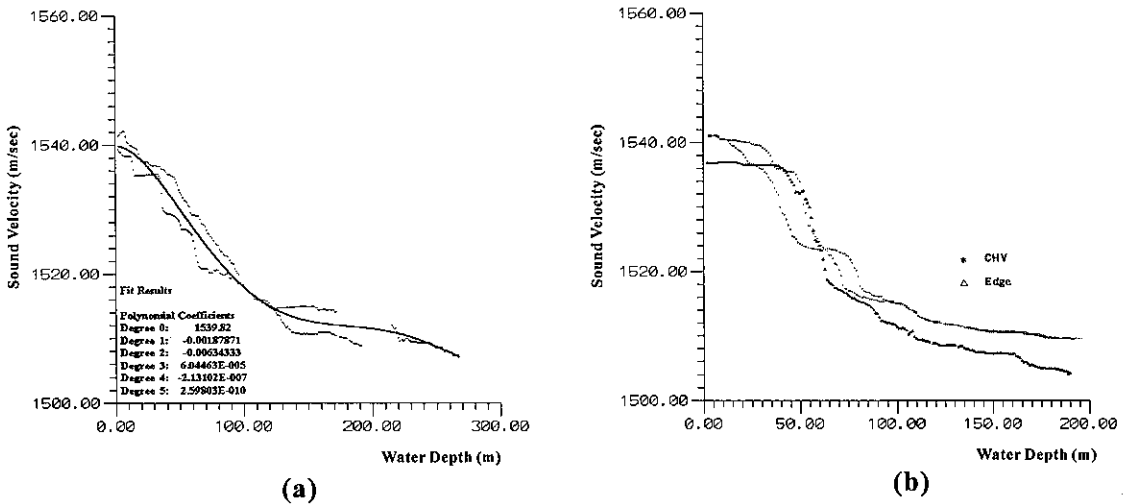 1560.00
1540.00
1520.00
1500.00
Sound Velocity (m/sec)
Fit Results
Polynomial Coefficients
Degree 0: 1539.82
Degree 1: -0.00187871
Degree 2: -0.00634333
Degree 3: 6.04463E-005
Degree 4: -2.13102E-007
Degree 5: 2.59803E-010
0.00 100.00 200.00 300.00
Water Depth (m)
(a)
1560.00
1540.00
1520.00
1500.00
Sound Velocity (m/sec)
CHV
Edge
0.00 50.00 100.00 150.00 200.00
Water Depth (m)
(b)